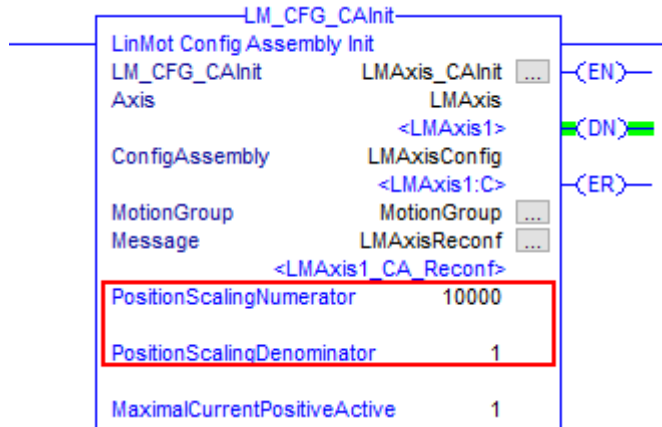 LM_CFG_CAInit
LinMot Config Assembly Init
LM_CFG_CAInit LMAxis_CAInit ... (EN)
Axis LMAxis
<LMAxis1> (DN)
ConfigAssembly LMAxisConfig
<LMAxis1:C> (ER)
MotionGroup MotionGroup ...
Message LMAxisReconf ...
<LMAxis1_CA_Reconf>
PositionScalingNumerator 10000
PositionScalingDenominator 1
MaximalCurrentPositiveActive 1